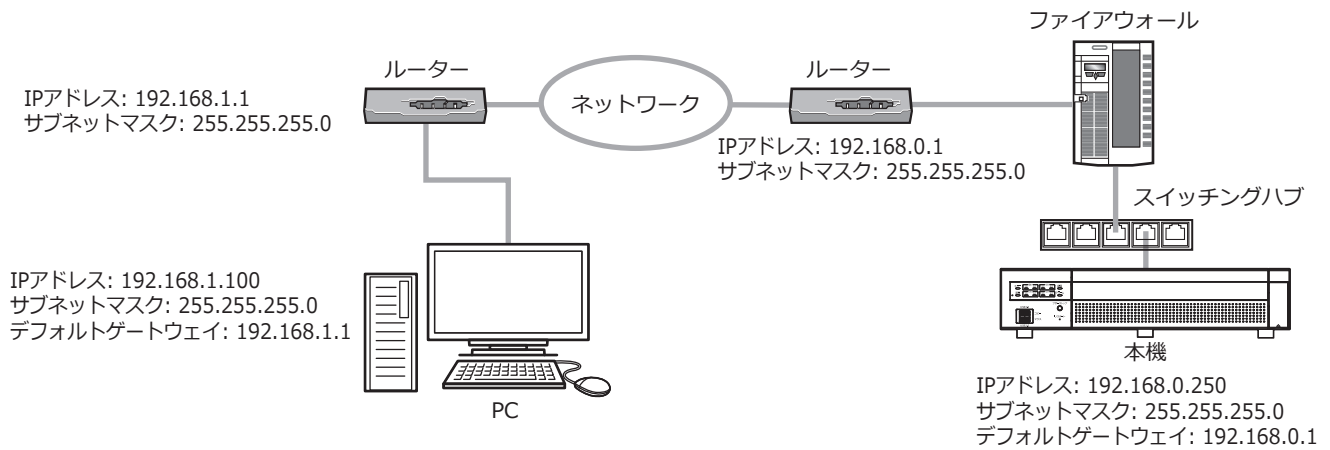 ファイアウォール
ルーター
ネットワーク
ルーター
IPアドレス: 192.168.1.1
サブネットマスク: 255.255.255.0
IPアドレス: 192.168.0.1
サブネットマスク: 255.255.255.0
スイッチングハブ
IPアドレス: 192.168.1.100
サブネットマスク: 255.255.255.0
デフォルトゲートウェイ: 192.168.1.1
PC
本機
IPアドレス: 192.168.0.250
サブネットマスク: 255.255.255.0
デフォルトゲートウェイ: 192.168.0.1